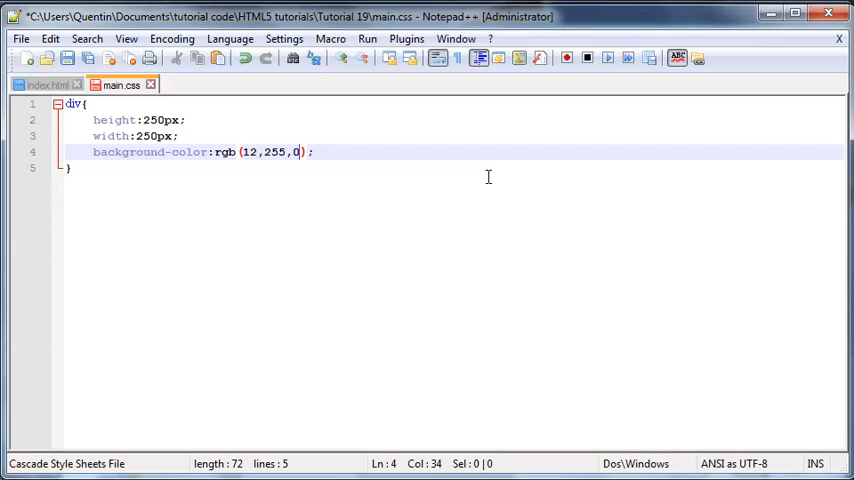 *C:\Users\Quentin\Documents\tutorial code\HTML5 tutorials\Tutorial 19\main.css - Notepad++ [Administrator]
File Edit Search View Encoding Language Settings Macro Run Plugins Window ? X
index.html main.css
1 div{
2 height:250px;
3 width:250px;
4 background-color:rgb(12,255,0);
5 }
Cascade Style Sheets File length : 72 lines : 5 Ln : 4 Col : 34 Sel : 0 | 0 Dos\Windows ANSI as UTF-8 INS